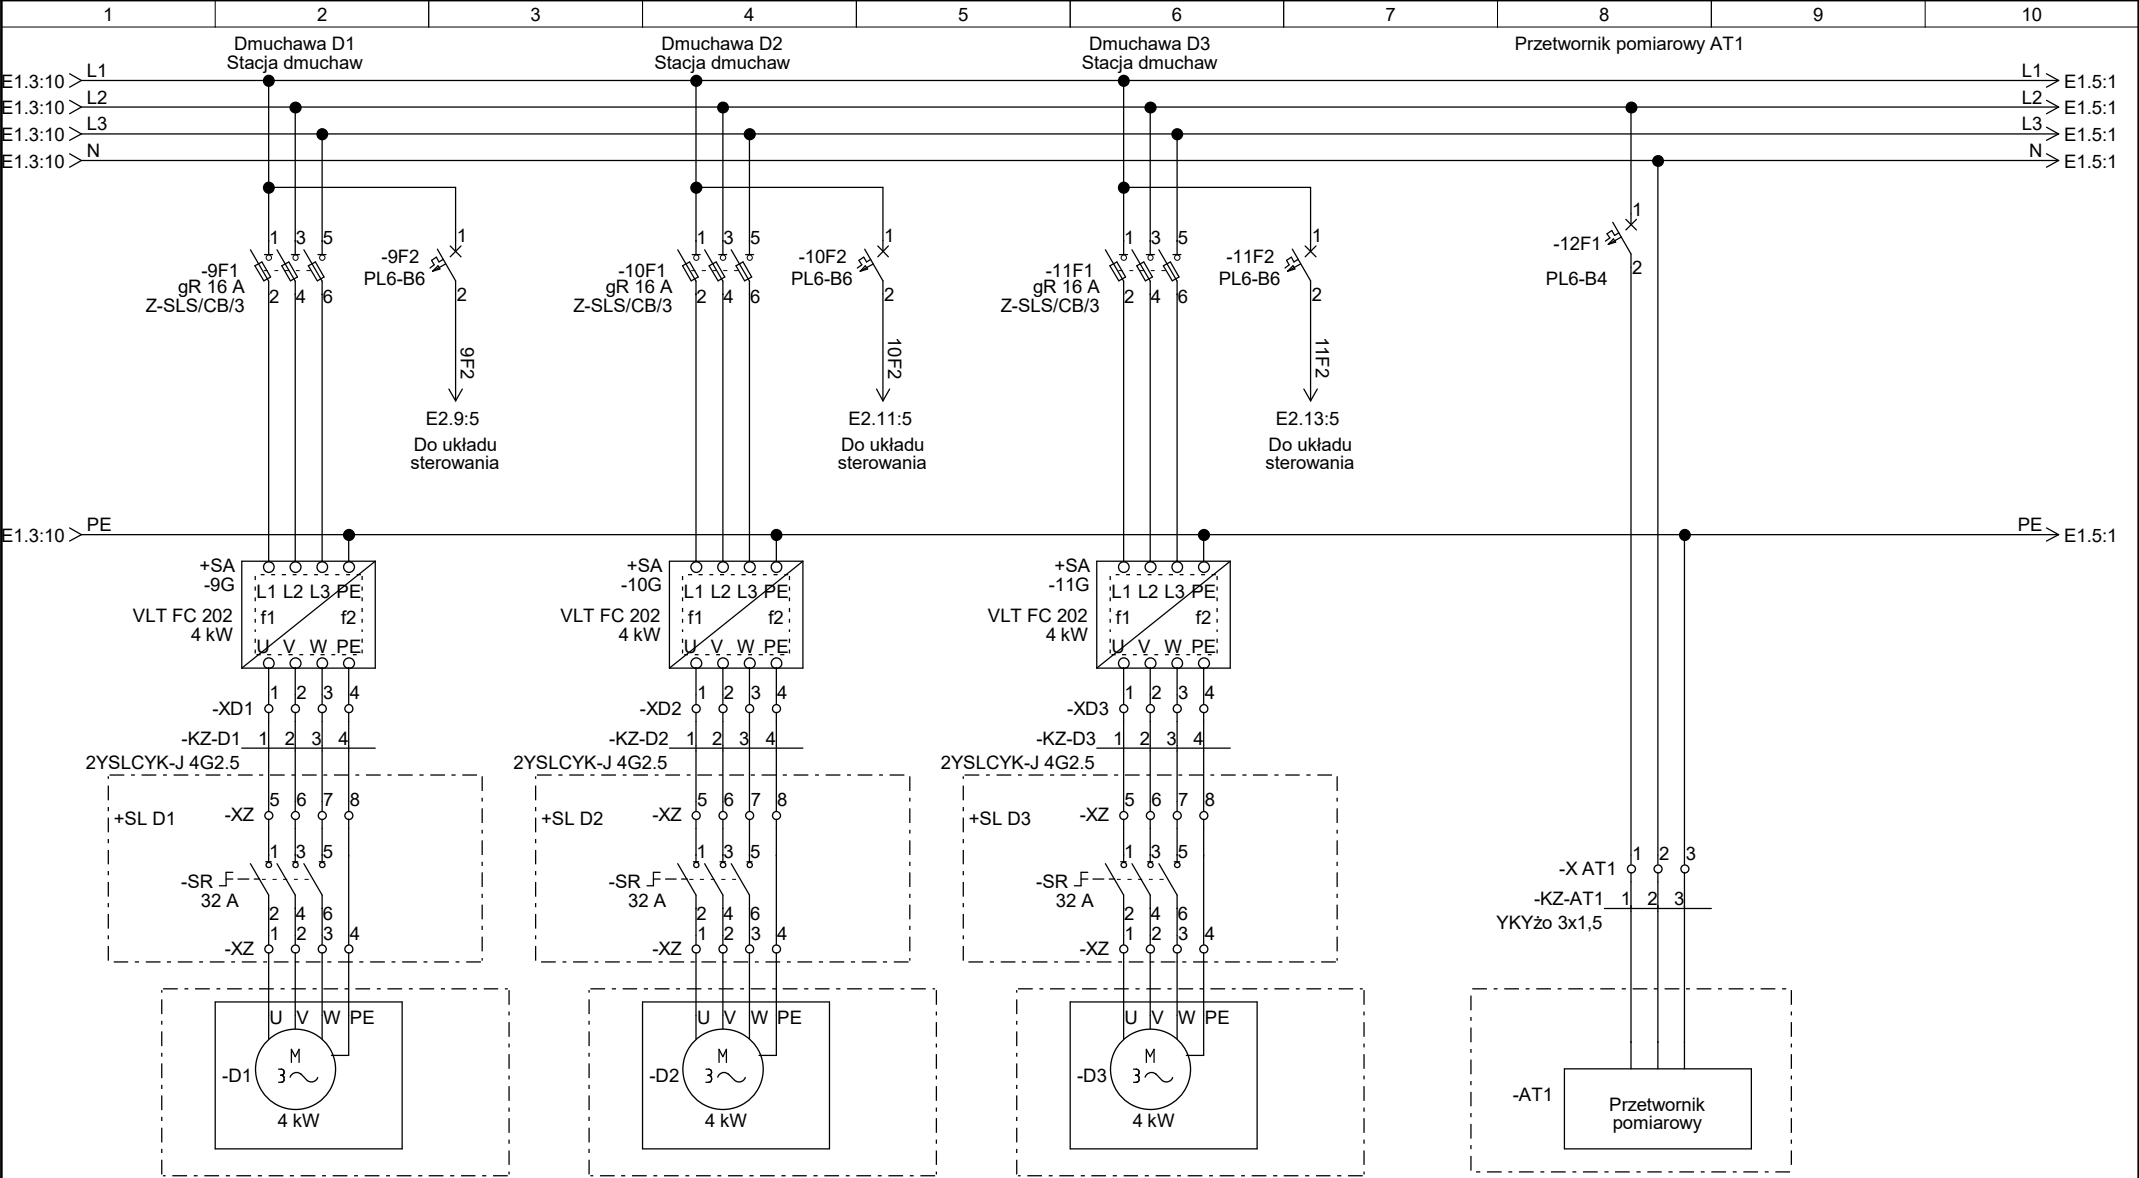 1 2 3 4 5 6 7 8 9 10
Dmuchawa D1
Stacja dmuchaw
Dmuchawa D2
Stacja dmuchaw
Dmuchawa D3
Stacja dmuchaw
Przetwornik pomiarowy AT1
E1.3:10 L1 L1 E1.5:1
E1.3:10 L2 L2 E1.5:1
E1.3:10 L3 L3 E1.5:1
E1.3:10 N N E1.5:1
1 3 5
-9F1
gR 16 A
Z-SLS/CB/3
2 4 6
1
-9F2
PL6-B6
2
9F2
E2.9:5
Do układu
sterowania
1 3 5
-10F1
gR 16 A
Z-SLS/CB/3
2 4 6
1
-10F2
PL6-B6
2
10F2
E2.11:5
Do układu
sterowania
1 3 5
-11F1
gR 16 A
Z-SLS/CB/3
2 4 6
1
-11F2
PL6-B6
2
11F2
E2.13:5
Do układu
sterowania
1
-12F1
PL6-B4
2
E1.3:10 PE PE E1.5:1
+SA
-9G
VLT FC 202
4 kW
L1 L2 L3 PE
f1 f2
U V W PE
1 2 3 4
-XD1
-KZ-D1 1 2 3 4
2YSLCYK-J 4G2.5
5 6 7 8
+SL D1 -XZ
1 3 5
-SR
32 A
2 4 6
1 2 3 4
-XZ
U V W PE
M
3
-D1
4 kW
+SA
-10G
VLT FC 202
4 kW
L1 L2 L3 PE
f1 f2
U V W PE
1 2 3 4
-XD2
-KZ-D2 1 2 3 4
2YSLCYK-J 4G2.5
5 6 7 8
+SL D2 -XZ
1 3 5
-SR
32 A
2 4 6
1 2 3 4
-XZ
U V W PE
M
3
-D2
4 kW
+SA
-11G
VLT FC 202
4 kW
L1 L2 L3 PE
f1 f2
U V W PE
1 2 3 4
-XD3
-KZ-D3 1 2 3 4
2YSLCYK-J 4G2.5
5 6 7 8
+SL D3 -XZ
1 3 5
-SR
32 A
2 4 6
1 2 3 4
-XZ
U V W PE
M
3
-D3
4 kW
1 2 3
-X AT1
-KZ-AT1 1 2 3
YKYżo 3x1,5
-AT1
Przetwornik
pomiarowy